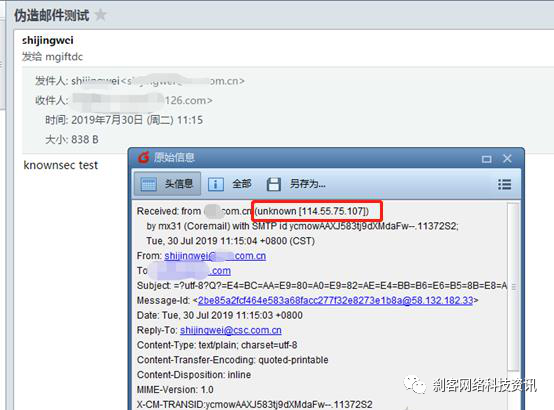 伪造邮件测试
shijingwei
发给 mgiftdc
发件人: shijingwei< om.cn>
收件人: 126.com>
时间: 2019年7月30日 (周二) 11:15
大小: 838 B
knownsec test
原始信息
头信息 全部 另存为...
Received: from com.cn (unknown [114.55.75.107])
by mx31 (Coremail) with SMTP id ycmowAAXJ583tj9dXMdaFw--.11372S2;
Tue, 30 Jul 2019 11:15:04 +0800 (CST)
From: shijingwei@ com.cn
To
Subject: =?utf-8?Q?=E4=BC=AA=E9=80=A0=E9=82=AE=E4=BB=B6=E6=B5=8B=E8=A
Message-Id: <2be85a2fcf464e583a68facc277f32e8273e1b8a@58.132.182.33>
Date: Tue, 30 Jul 2019 11:15:03 +0800
Reply-To: shijingwei@csc.com.cn
Content-Type: text/plain; charset=utf-8
Content-Transfer-Encoding: quoted-printable
Content-Disposition: inline
MIME-Version: 1.0
X-CM-TRANSID:ycmowAAXJ583tj9dXMdaFw--.11372S2
刹客网络科技资讯